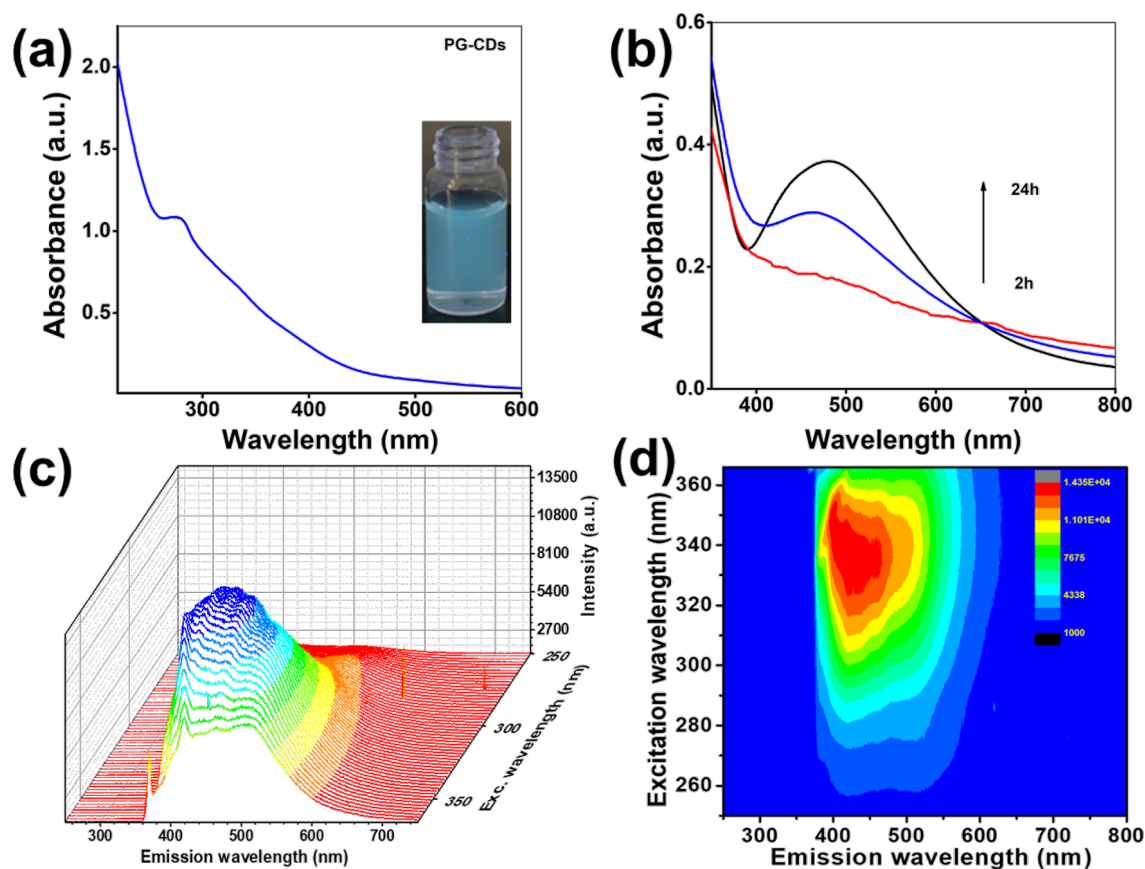 (a)
PG-CDs
2.0
1.5
1.0
0.5
Absorbance (a.u.)
300
400
500
600
Wavelength (nm)
(b)
0.6
0.4
0.2
0.0
Absorbance (a.u.)
24h
2h
400
500
600
700
800
Wavelength (nm)
(c)
13500
10800
8100
5400
2700
Intensity (a.u.)
250
300
350
Exc. wavelength (nm)
300
400
500
600
700
Emission wavelength (nm)
(d)
360
340
320
300
280
260
Excitation wavelength (nm)
1.435E+04
1.101E+04
7675
4338
1000
300
400
500
600
700
800
Emission wavelength (nm)